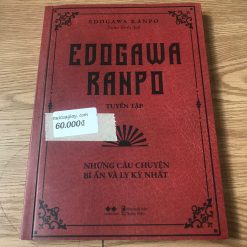 EDOGAWA RANPO
EDOGAWA
RANPO
TUYỂN TẬP
60.000đ
NHỮNG CÂU CHUYỆN
BÍ ẨN VÀ LY KỲ NHẤT